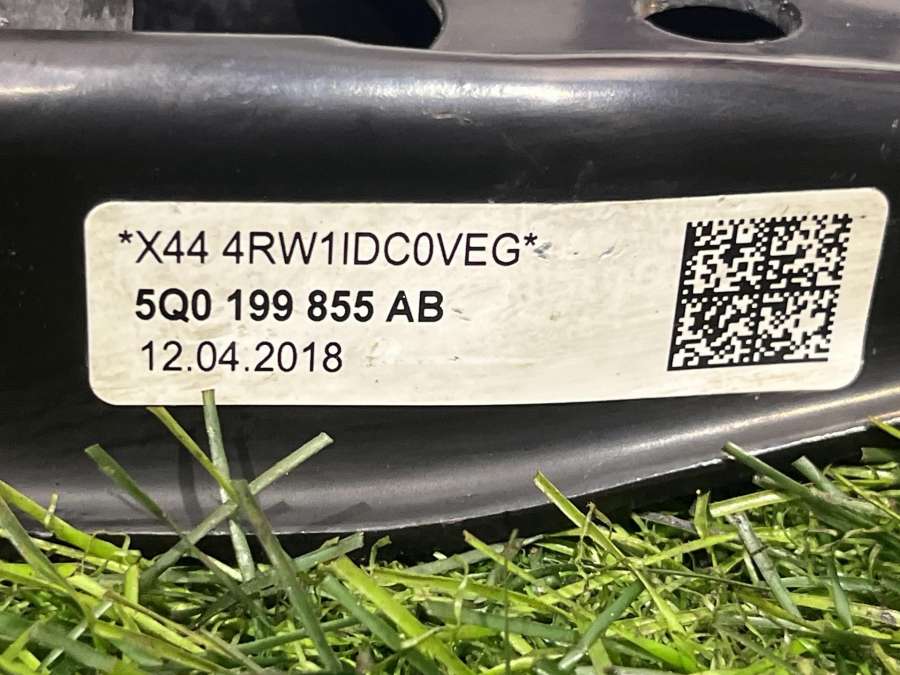 *X44 4RW1IDC0VEG*
5Q0 199 855 AB
12.04.2018